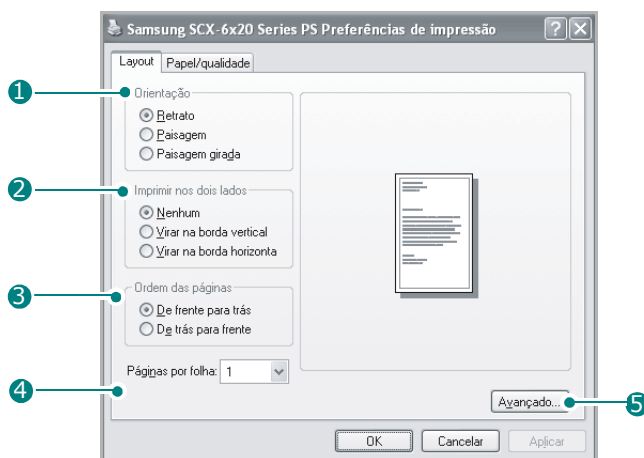 Samsung SCX-6x20 Series PS Preferências de impressão
Layout Papel/qualidade
1 Orientação
Retrato
Paisagem
Paisagem girada
2 Imprimir nos dois lados
Nenhum
Virar na borda vertical
Virar na borda horizonta
3 Ordem das páginas
De frente para trás
De trás para frente
4 Páginas por folha: 1
Avançado... 5
OK Cancelar Aplicar